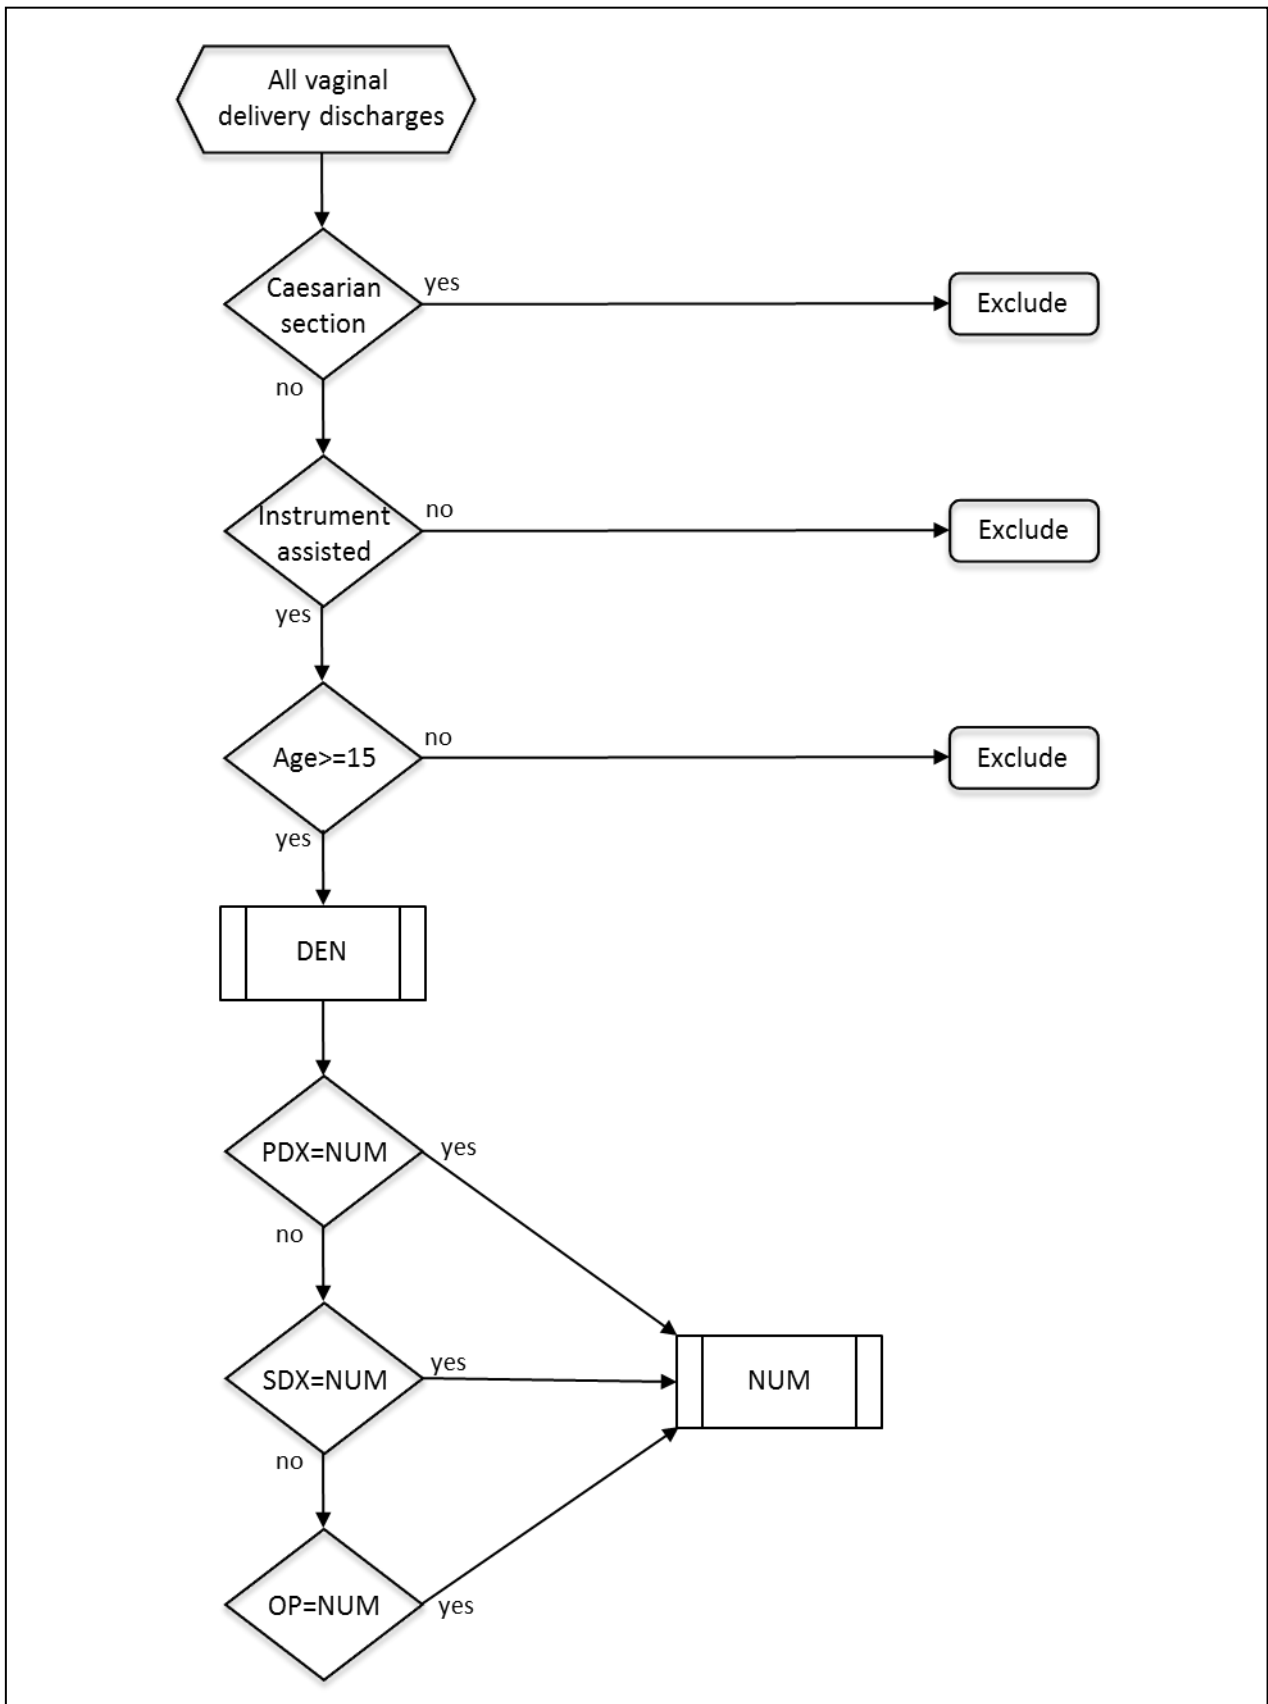 All vaginal
delivery discharges
Caesarian
section
yes
Exclude
no
Instrument
assisted
no
Exclude
yes
Age>=15
no
Exclude
yes
DEN
PDX=NUM
yes
no
SDX=NUM
yes
NUM
no
OP=NUM
yes